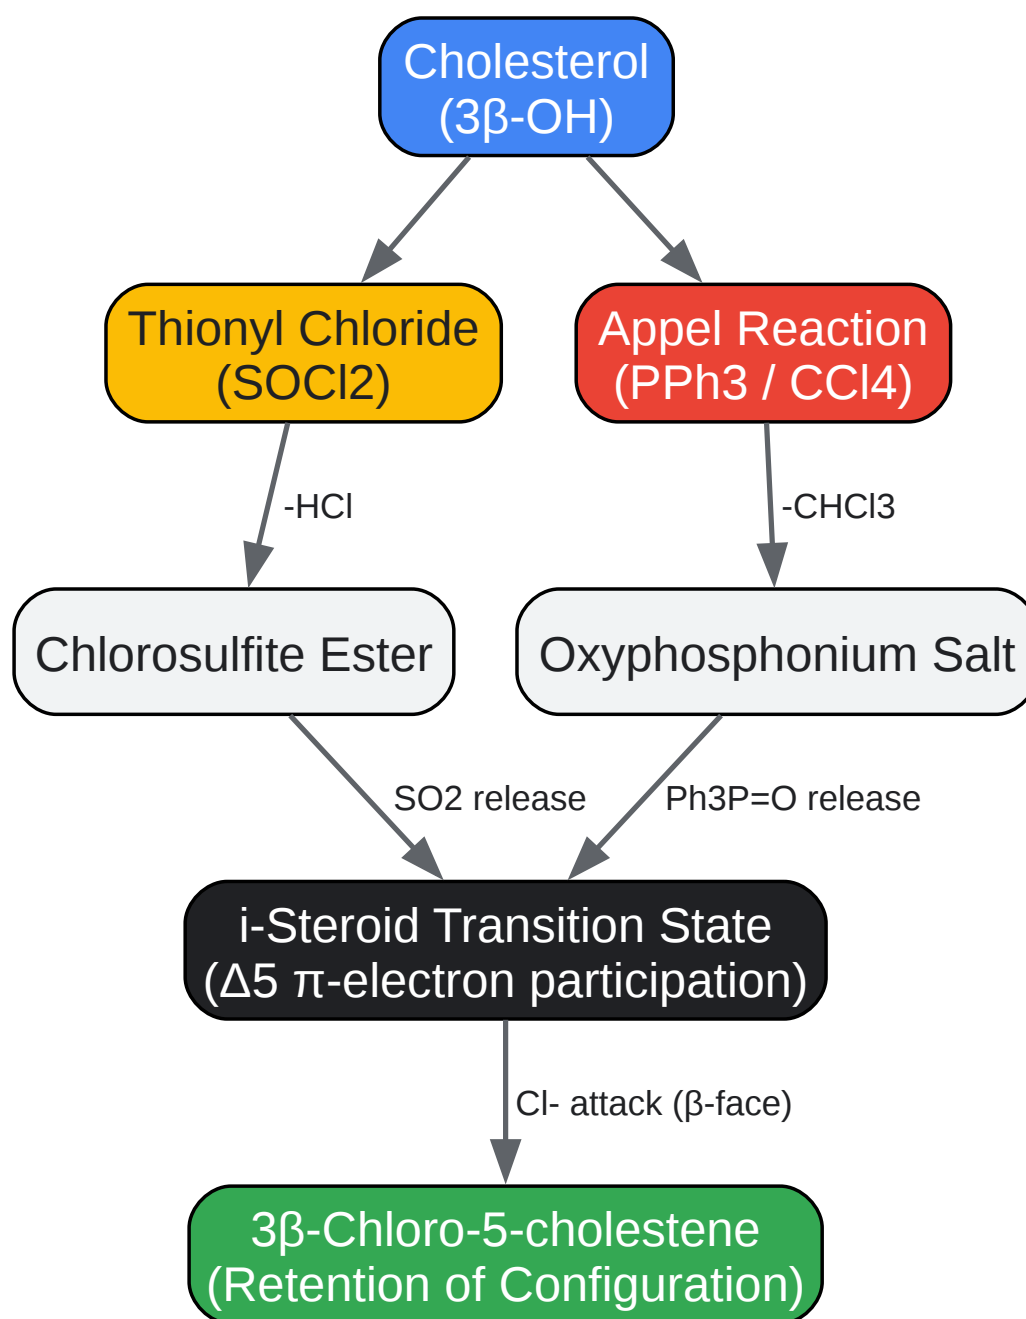 Cholesterol
(3β-OH)
Thionyl Chloride
(SOCl2)
Appel Reaction
(PPh3 / CCl4)
-HCl
-CHCl3
Chlorosulfite Ester
Oxyphosphonium Salt
SO2 release
Ph3P=O release
i-Steroid Transition State
(Δ5 π-electron participation)
Cl- attack (β-face)
3β-Chloro-5-cholestene
(Retention of Configuration)